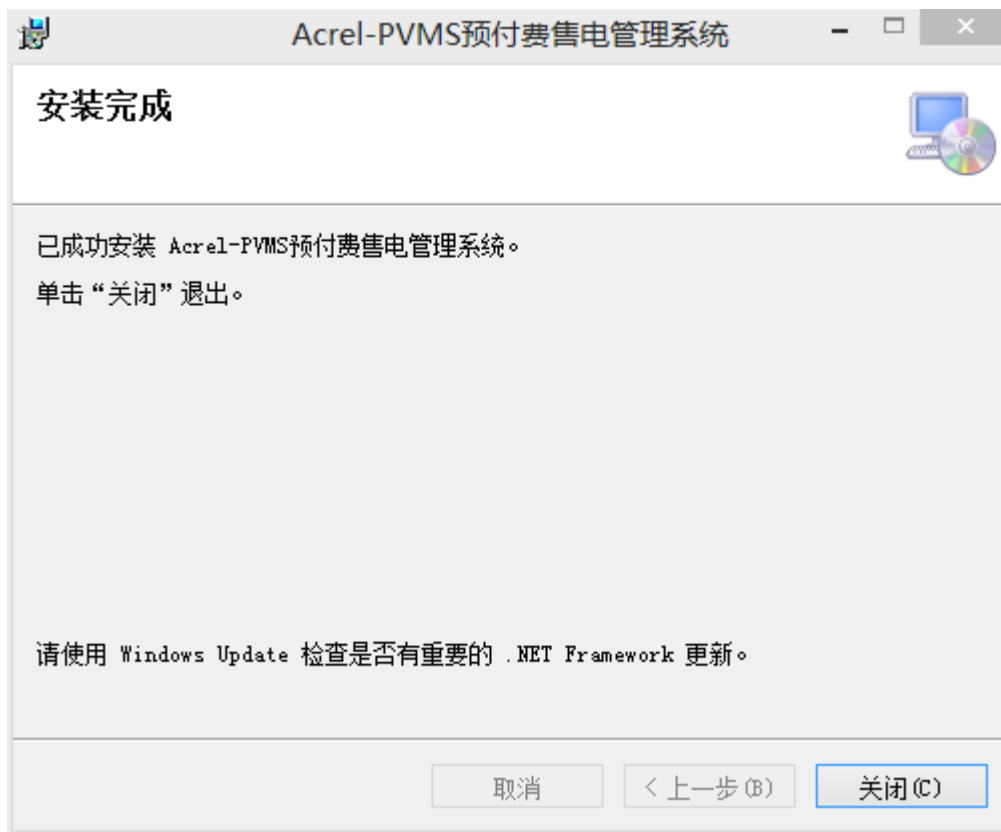 Acrel-PVMS预付费售电管理系统
安装完成
已成功安装 Acrel-PVMS预付费售电管理系统。
单击“关闭”退出。
请使用 Windows Update 检查是否有重要的 .NET Framework 更新。
取消 < 上一步(B) 关闭(C)